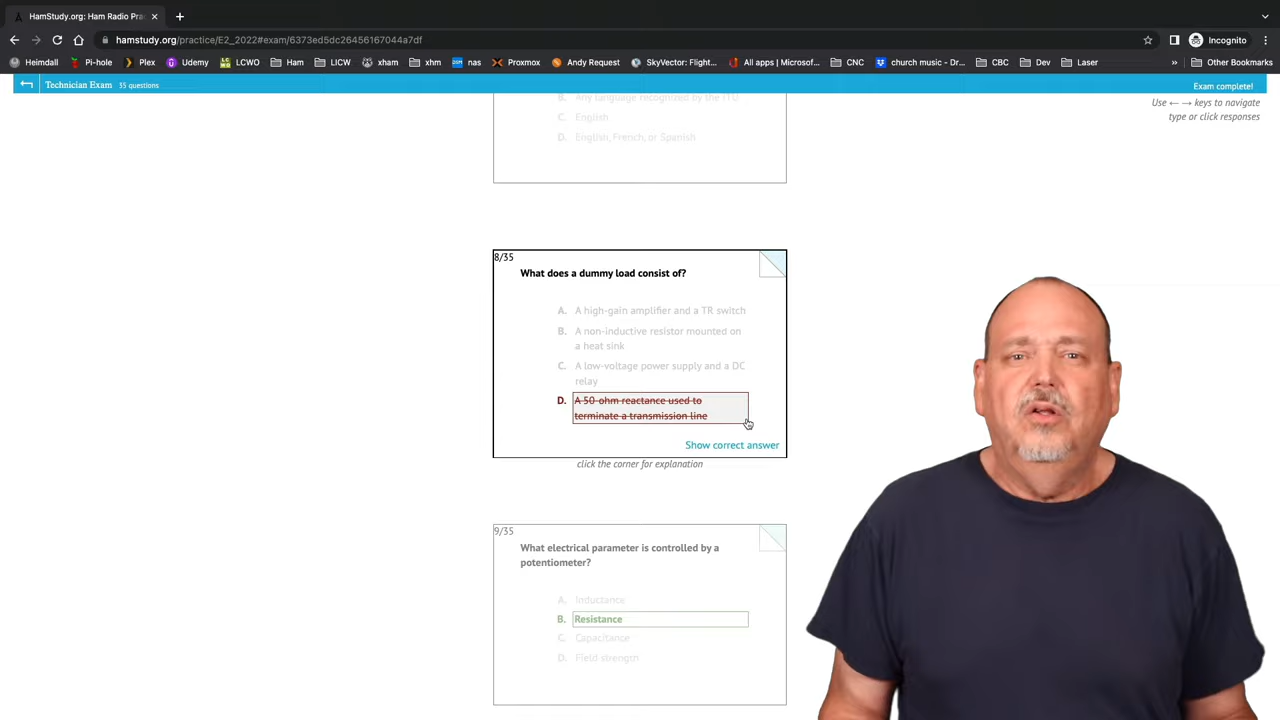 HamStudy.org: Ham Radio Pra
hamstudy.org/practice/E2_2022#exam/6373ed5dc26456167044a7df
Incognito
Heimdall Pi-hole Plex Udemy LCWO Ham LICW xham xhm nas Proxmox Andy Request SkyVector: Flight... All apps | Microsof... CNC church music - Dr... CBC Dev Laser » Other Bookmarks
Technician Exam 35 questions Exam complete!
Use ← → keys to navigate
type or click responses
B. Any language recognized by the ITU
C. English
D. English, French, or Spanish
8/35
What does a dummy load consist of?
A. A high-gain amplifier and a TR switch
B. A non-inductive resistor mounted on
a heat sink
C. A low-voltage power supply and a DC
relay
D. A 50-ohm reactance used to
terminate a transmission line
Show correct answer
click the corner for explanation
9/35
What electrical parameter is controlled by a
potentiometer?
A. Inductance
B. Resistance
C. Capacitance
D. Field strength